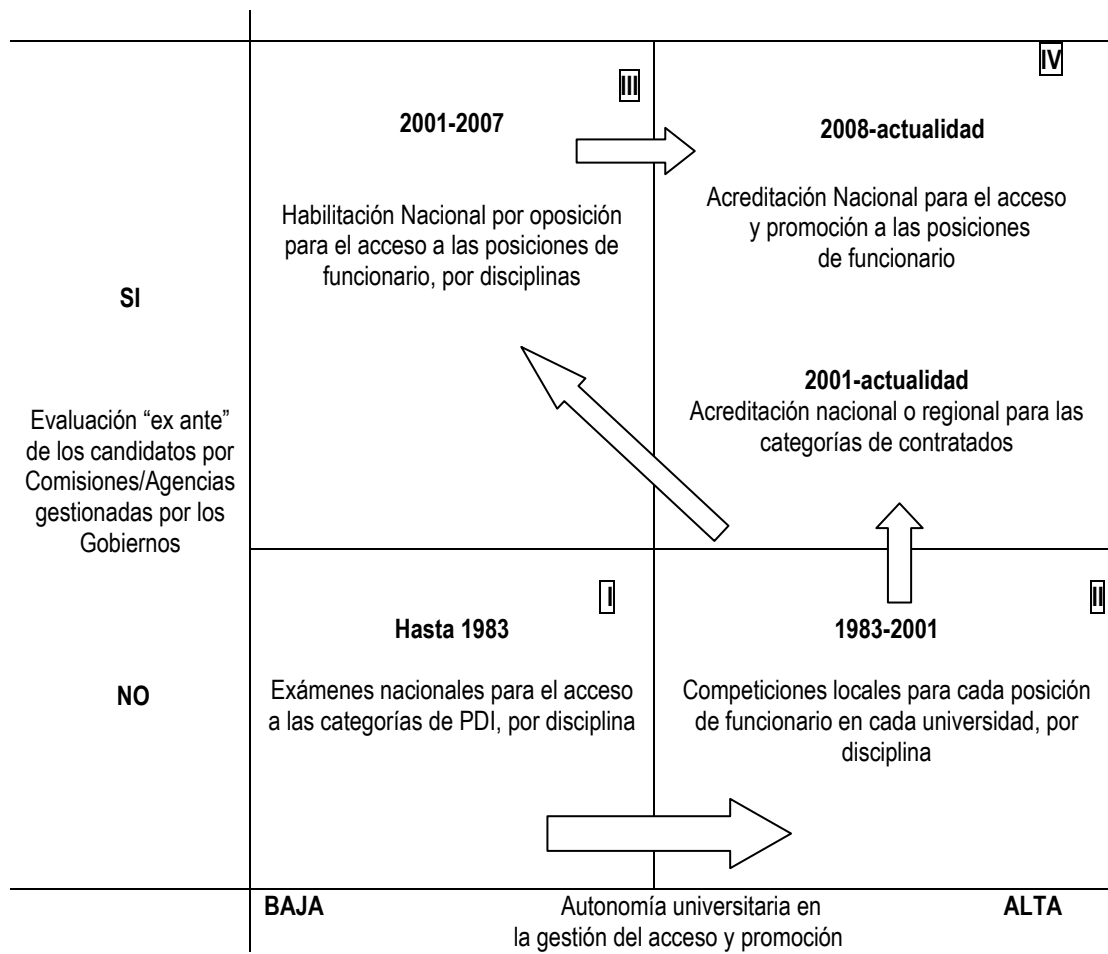 III
2001-2007
Habilitación Nacional por oposición
para el acceso a las posiciones de
funcionario, por disciplinas
IV
2008-actualidad
Acreditación Nacional para el acceso
y promoción a las posiciones
de funcionario
2001-actualidad
Acreditación nacional o regional para las
categorías de contratados
SI
Evaluación “ex ante”
de los candidatos por
Comisiones/Agencias
gestionadas por los
Gobiernos
NO
I
Hasta 1983
Exámenes nacionales para el acceso
a las categorías de PDI, por disciplina
II
1983-2001
Competiciones locales para cada posición
de funcionario en cada universidad, por
disciplina
BAJA
Autonomía universitaria en
la gestión del acceso y promoción
ALTA